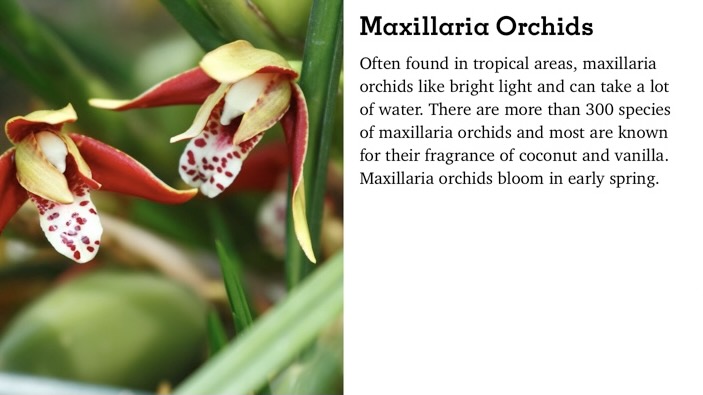 Maxillaria Orchids
Often found in tropical areas, maxillaria
orchids like bright light and can take a lot
of water. There are more than 300 species
of maxillaria orchids and most are known
for their fragrance of coconut and vanilla.
Maxillaria orchids bloom in early spring.